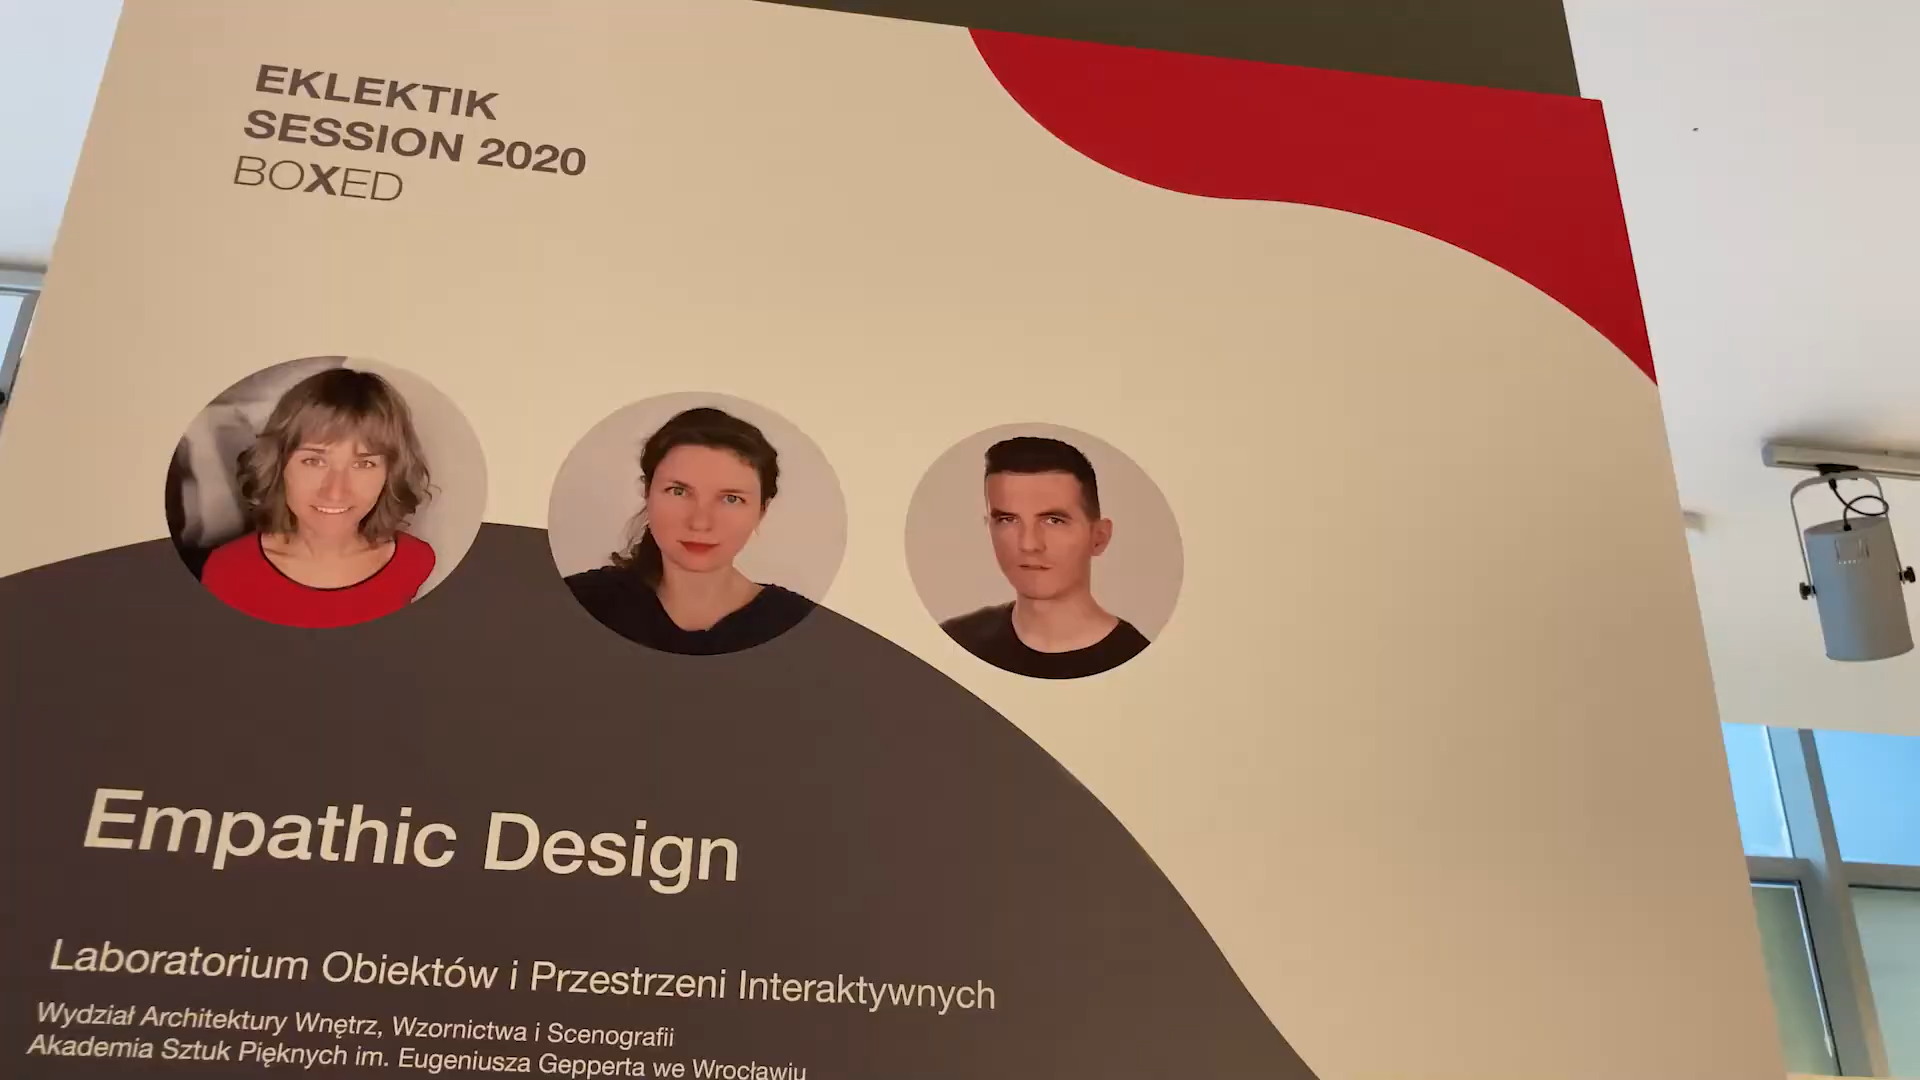 EKLEKTIK
SESSION 2020
BOXED
Empathic Design
Laboratorium Obiektów i Przestrzeni Interaktywnych
Wydział Architektury Wnętrz, Wzornictwa i Scenografii
Akademia Sztuk Pięknych im. Eugeniusza Gepperta we Wrocławiu